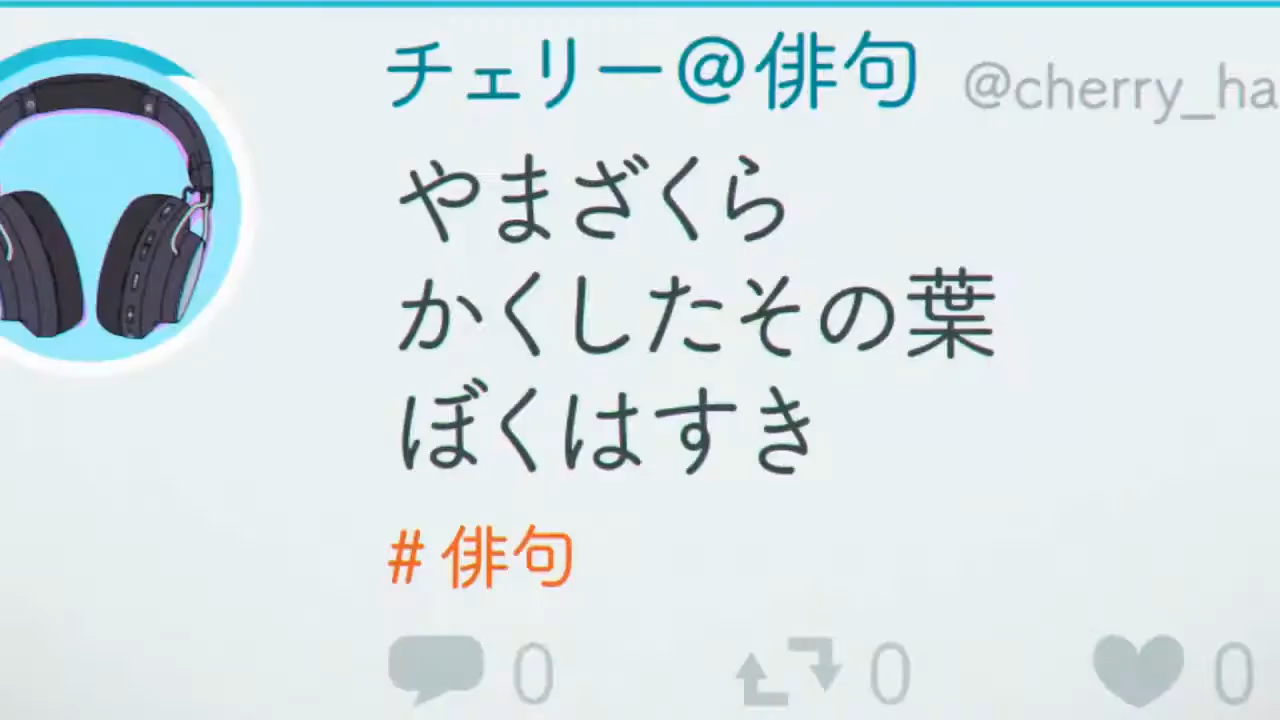 チェリー@俳句 @cherry_ha
やまざくら
かくしたその葉
ぼくはすき
#俳句
0 0 0